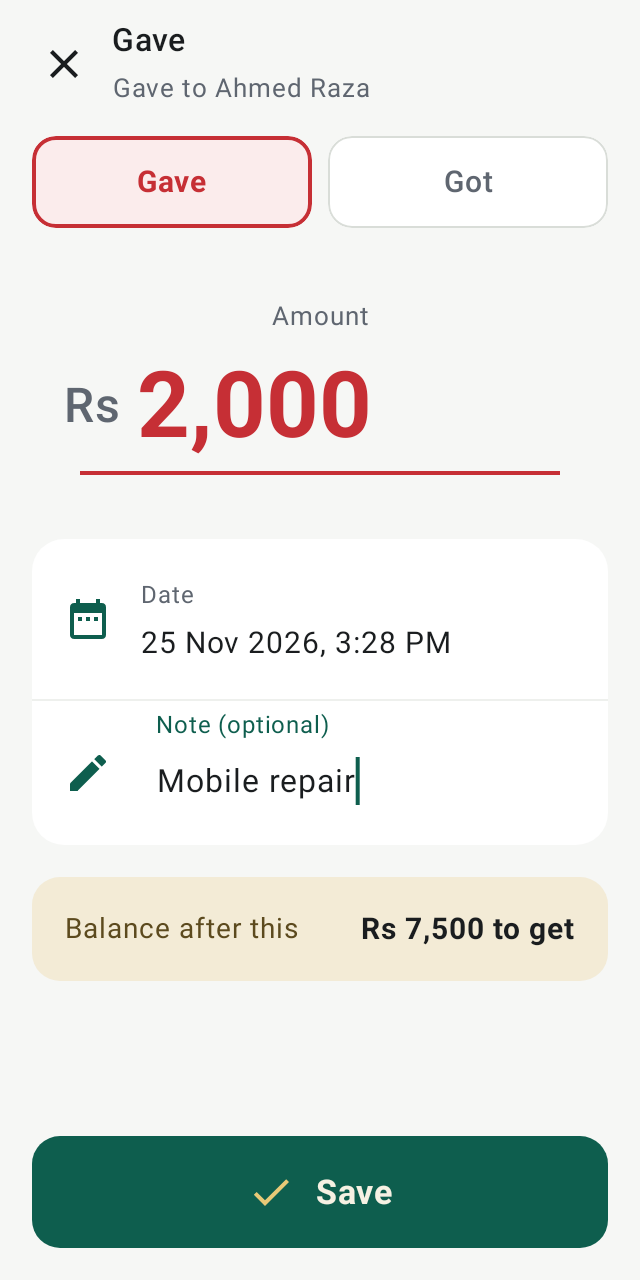 Gave
Gave to Ahmed Raza
Gave
Got
Amount
Rs 2,000
Date
25 Nov 2026, 3:28 PM
Note (optional)
Mobile repair
Balance after this
Rs 7,500 to get
Save